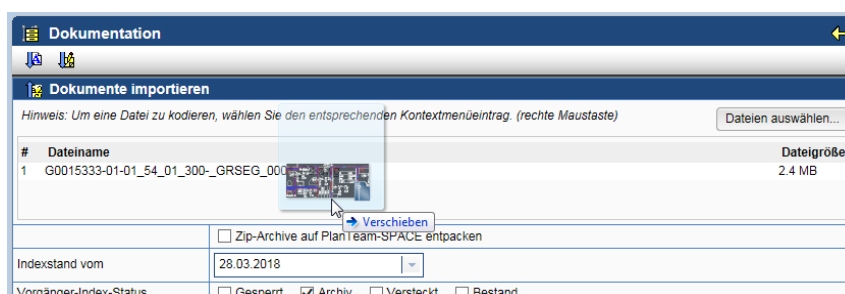 Dokumentation
Dokumente importieren
Hinweis: Um eine Datei zu kodieren, wählen Sie den entsprechenden Kontextmenüeintrag. (rechte Maustaste)
Dateien auswählen...
# Dateiname Dateigröße
1 G0015333-01-01_54_01_300-_GRSEG_000 2.4 MB
Verschieben
Zip-Archive auf PlanTeam-SPACE entpacken
Indexstand vom 28.03.2018
Vorgänger-Index-Status Gesperrt Archiv Versteckt Bestand